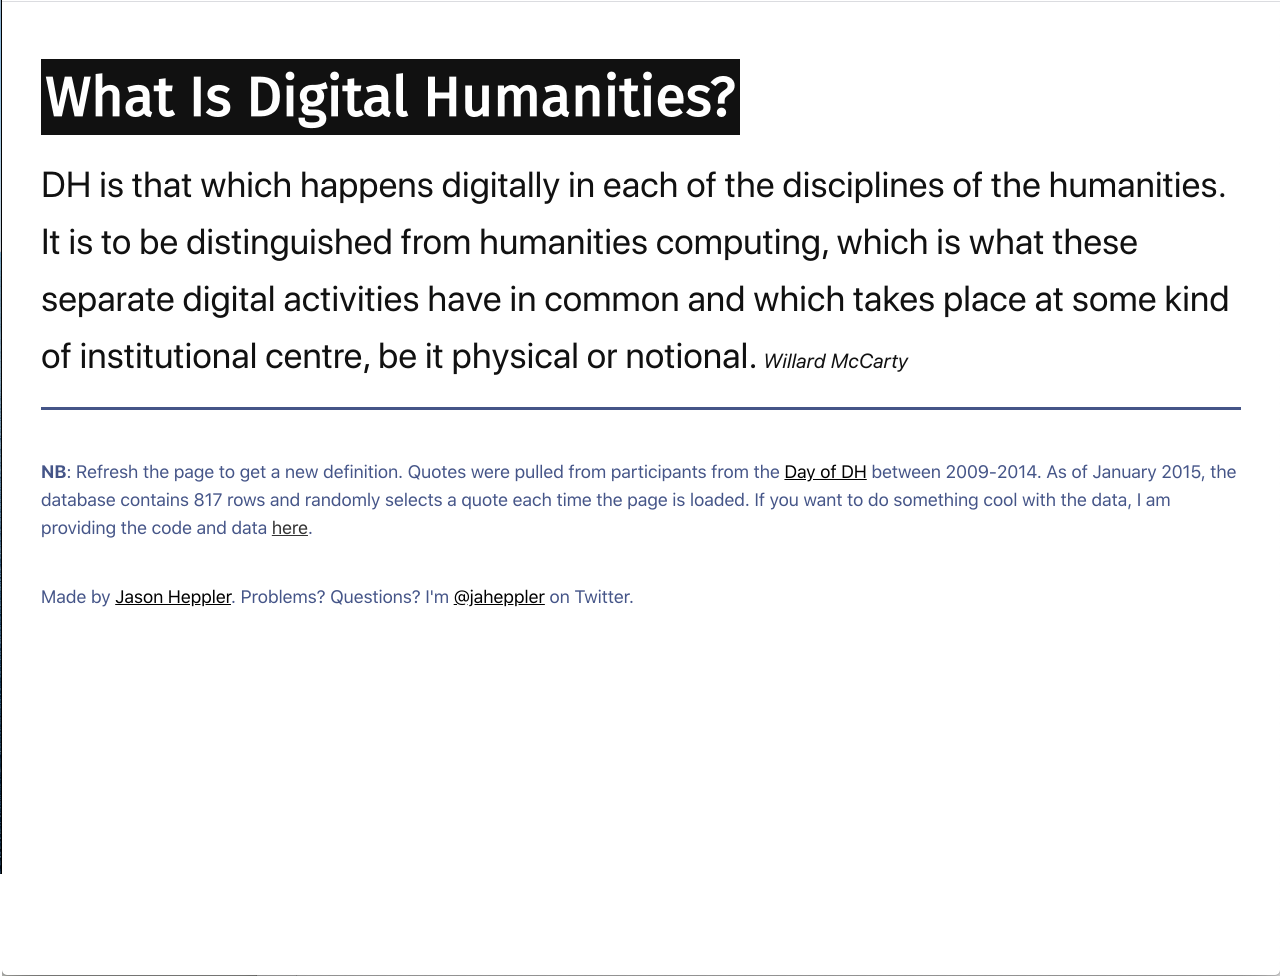 What Is Digital Humanities?
DH is that which happens digitally in each of the disciplines of the humanities.
It is to be distinguished from humanities computing, which is what these
separate digital activities have in common and which takes place at some kind
of institutional centre, be it physical or notional. Willard McCarty
NB: Refresh the page to get a new definition. Quotes were pulled from participants from the Day of DH between 2009-2014. As of January 2015, the
database contains 817 rows and randomly selects a quote each time the page is loaded. If you want to do something cool with the data, I am
providing the code and data here.
Made by Jason Heppler. Problems? Questions? I'm @jaheppler on Twitter.